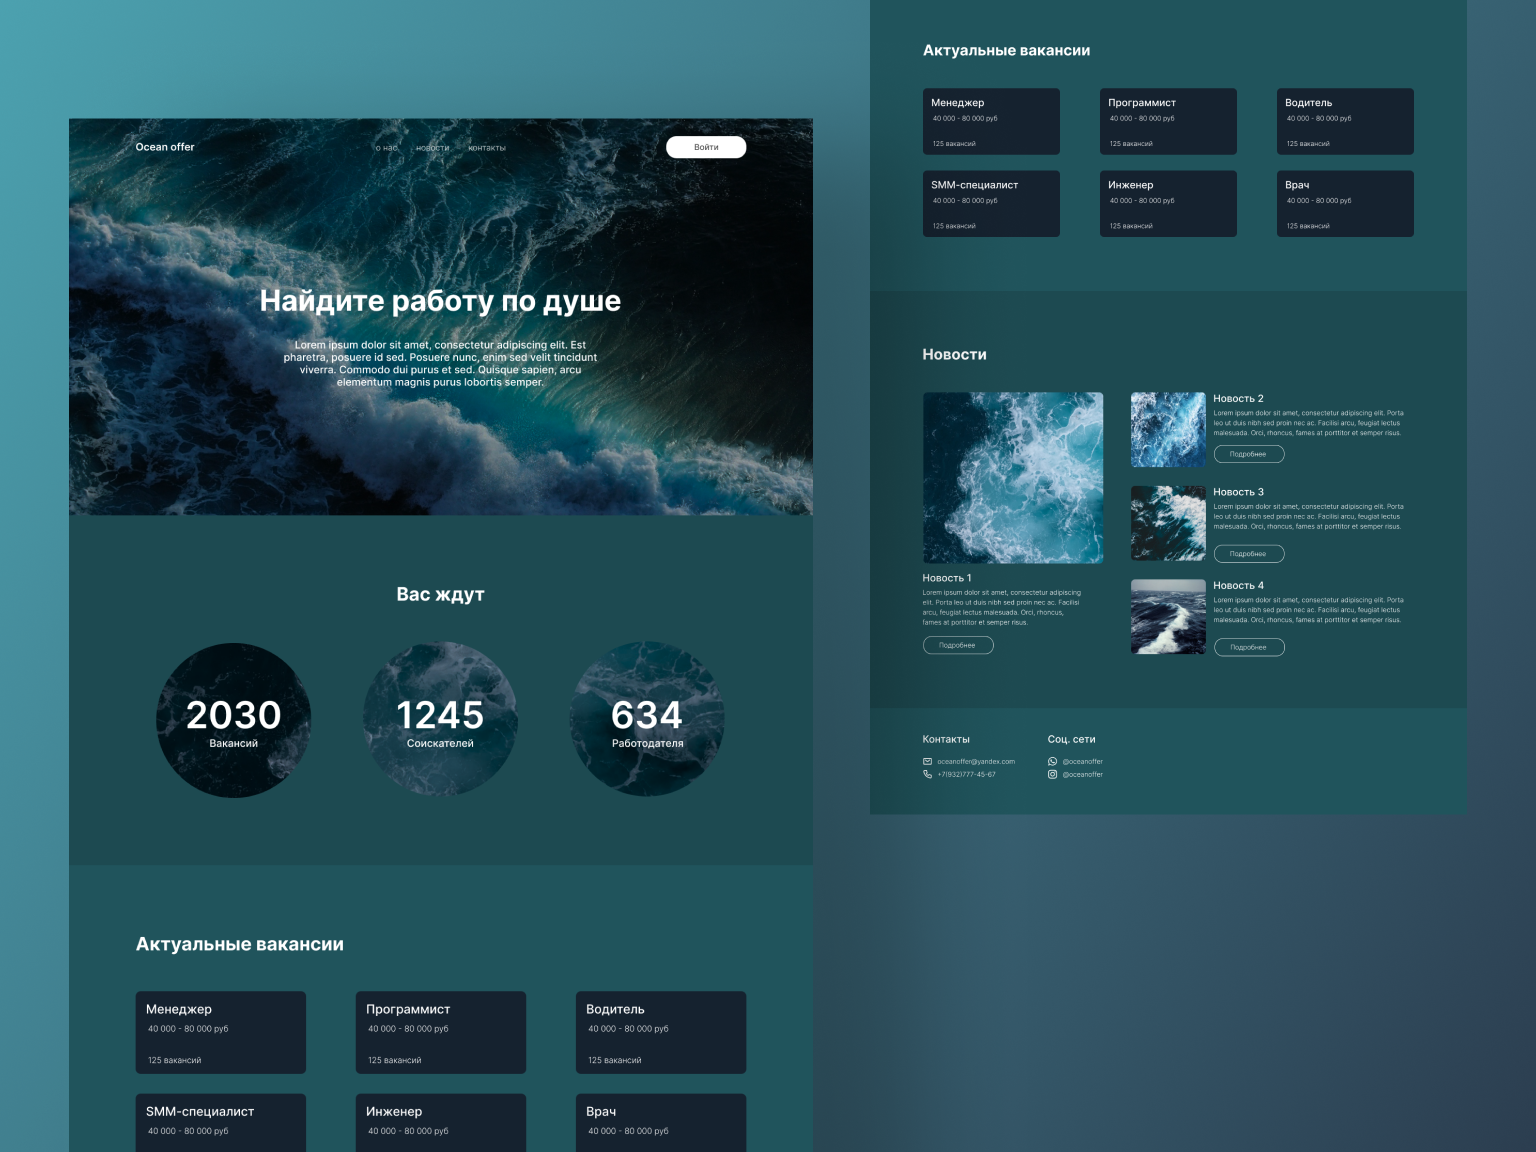 Ocean offer
о нас новости контакты
Войти
Найдите работу по душе
Lorem ipsum dolor sit amet, consectetur adipiscing elit. Est
pharetra, posuere id sed. Posuere nunc, enim sed velit tincidunt
viverra. Commodo dui purus et sed. Quisque sapien, arcu
elementum magnis purus lobortis semper.
Вас ждут
2030
Вакансий
1245
Соискателей
634
Работодателя
Актуальные вакансии
Менеджер
40 000 - 80 000 руб
125 вакансий
Программист
40 000 - 80 000 руб
125 вакансий
Водитель
40 000 - 80 000 руб
125 вакансий
SMM-специалист
40 000 - 80 000 руб
Инженер
40 000 - 80 000 руб
Врач
40 000 - 80 000 руб
Актуальные вакансии
Менеджер
40 000 - 80 000 руб
125 вакансий
Программист
40 000 - 80 000 руб
125 вакансий
Водитель
40 000 - 80 000 руб
125 вакансий
SMM-специалист
40 000 - 80 000 руб
125 вакансий
Инженер
40 000 - 80 000 руб
125 вакансий
Врач
40 000 - 80 000 руб
125 вакансий
Новости
Новость 1
Lorem ipsum dolor sit amet, consectetur adipiscing
elit. Porta leo ut duis nibh sed proin nec ac. Facilisi
arcu, feugiat lectus malesuada. Orci, rhoncus,
fames at porttitor et semper risus.
Подробнее
Новость 2
Lorem ipsum dolor sit amet, consectetur adipiscing elit. Porta
leo ut duis nibh sed proin nec ac. Facilisi arcu, feugiat lectus
malesuada. Orci, rhoncus, fames at porttitor et semper risus.
Подробнее
Новость 3
Lorem ipsum dolor sit amet, consectetur adipiscing elit. Porta
leo ut duis nibh sed proin nec ac. Facilisi arcu, feugiat lectus
malesuada. Orci, rhoncus, fames at porttitor et semper risus.
Подробнее
Новость 4
Lorem ipsum dolor sit amet, consectetur adipiscing elit. Porta
leo ut duis nibh sed proin nec ac. Facilisi arcu, feugiat lectus
malesuada. Orci, rhoncus, fames at porttitor et semper risus.
Подробнее
Контакты
oceanoffer@yandex.com
+7(932)777-45-67
Соц. сети
@oceanoffer
@oceanoffer